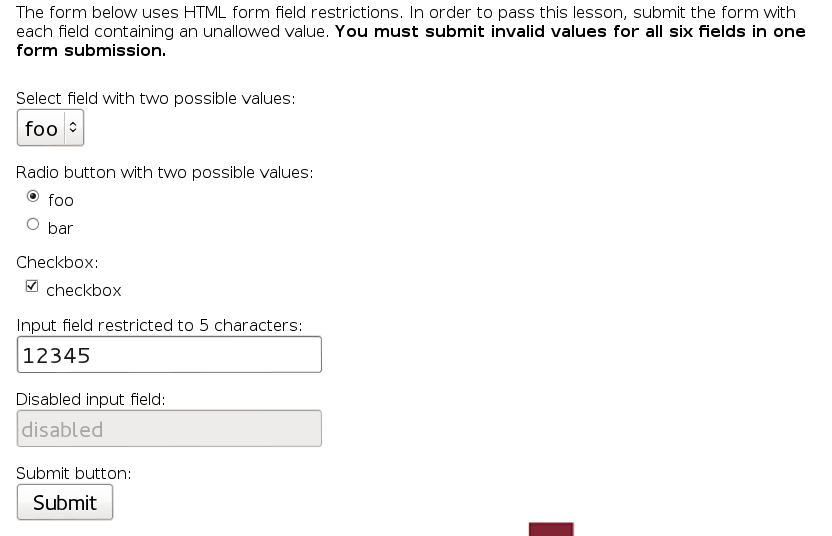 The form below uses HTML form field restrictions. In order to pass this lesson, submit the form with
each field containing an unallowed value. You must submit invalid values for all six fields in one
form submission.
Select field with two possible values:
foo
Radio button with two possible values:
foo
bar
Checkbox:
checkbox
Input field restricted to 5 characters:
12345
Disabled input field:
disabled
Submit button:
Submit